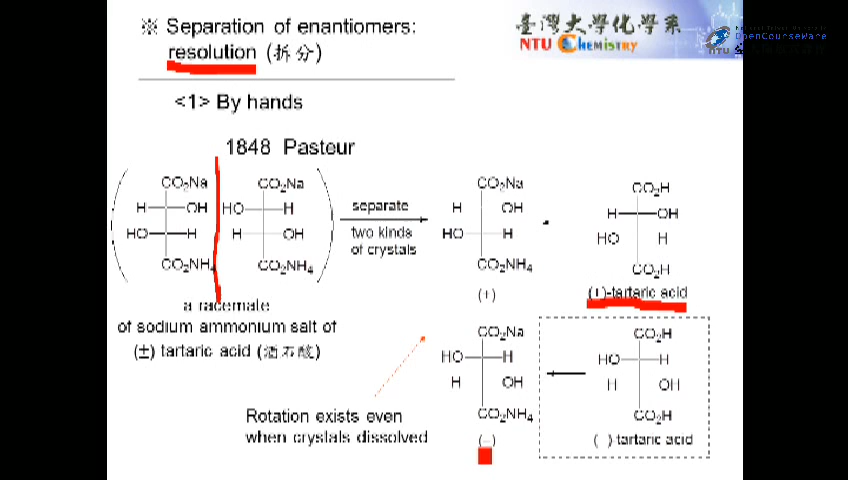 ※ Separation of enantiomers:
resolution (拆分)
臺灣大學化學系
NTU Chemistry
OpenCourseWare
NTU
<1> By hands
1848 Pasteur
CO₂Na
H OH
HO H
CO₂NH₄
CO₂Na
HO H
H OH
CO₂NH₄
separate
two kinds
of crystals
CO₂Na
H OH
HO H
CO₂NH₄
(+)
CO₂H
H OH
HO H
CO₂H
(+)-tartaric acid
a racemate
of sodium ammonium salt of
(±) tartaric acid (酒石酸)
CO₂Na
HO H
H OH
CO₂NH₄
(−)
CO₂H
HO H
H OH
CO₂H
( ) tartaric acid
Rotation exists even
when crystals dissolved